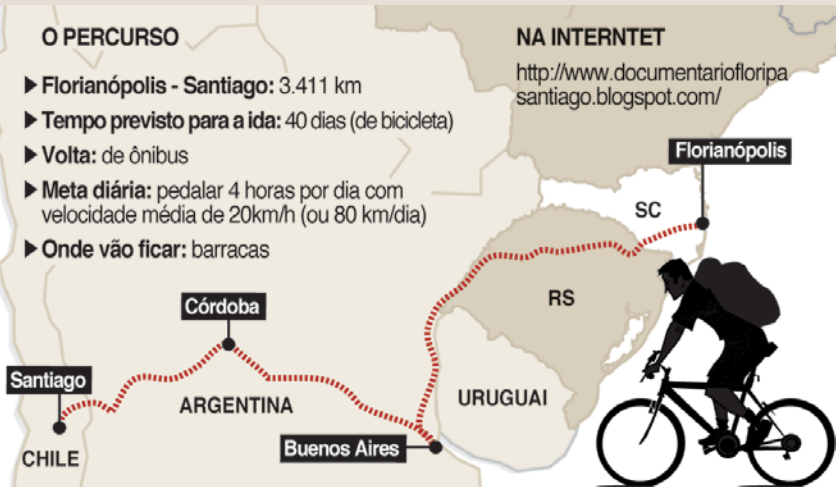 O PERCURSO
▶ Florianópolis - Santiago: 3.411 km
▶ Tempo previsto para a ida: 40 dias (de bicicleta)
▶ Volta: de ônibus
▶ Meta diária: pedalar 4 horas por dia com
velocidade média de 20km/h (ou 80 km/dia)
▶ Onde vão ficar: barracas
NA INTERNTET
http://www.documentariofloripa
santiago.blogspot.com/
Florianópolis
SC
RS
Córdoba
Santiago
ARGENTINA
URUGUAI
Buenos Aires
CHILE